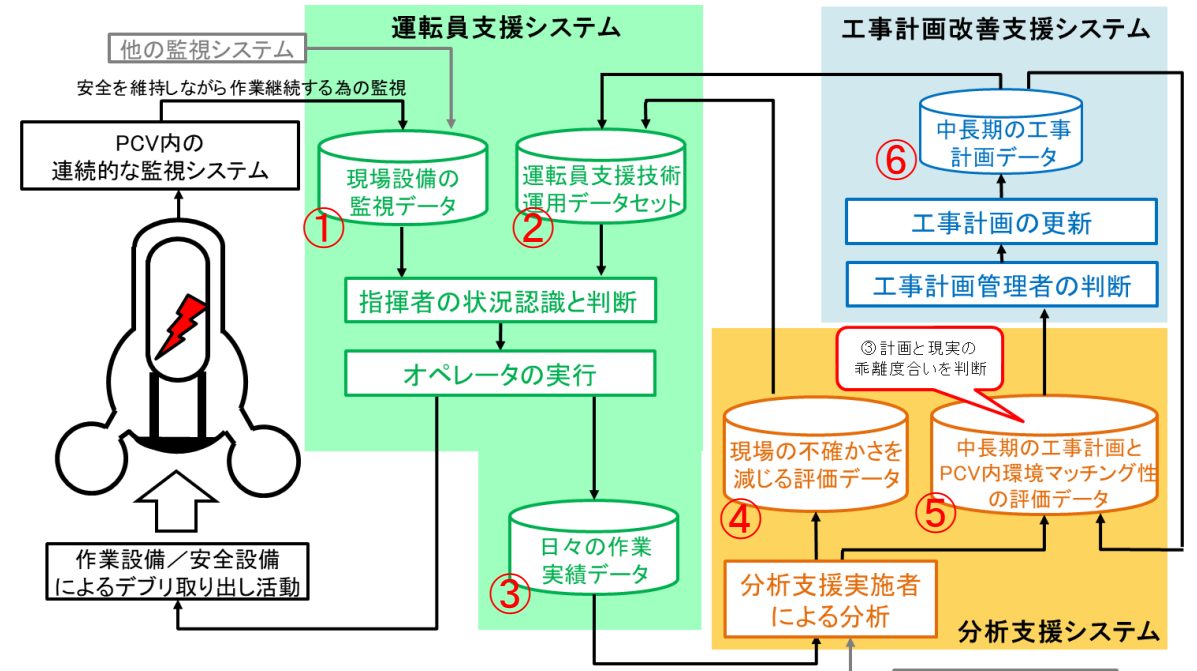 運転員支援システム
工事計画改善支援システム
他の監視システム
安全を維持しながら作業継続する為の監視
PCV内の
連続的な監視システム
現場設備の
監視データ
①
運転員支援技術
運用データセット
②
中長期の工事
計画データ
⑥
工事計画の更新
工事計画管理者の判断
指揮者の状況認識と判断
オペレータの実行
③計画と現実の
乖離度合いを判断
現場の不確かさを
減じる評価データ
④
中長期の工事計画と
PCV内環境マッチング性
の評価データ
⑤
作業設備／安全設備
によるデブリ取り出し活動
日々の作業
実績データ
③
分析支援実施者
による分析
分析支援システム